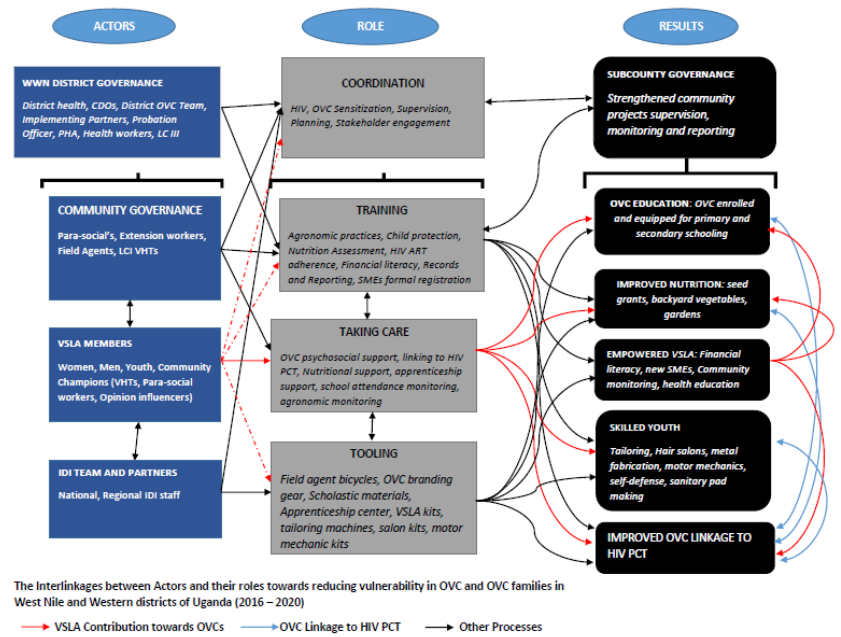 ACTORS
ROLE
RESULTS
WWN DISTRICT GOVERNANCE
District health, CDOs, District OVC Team,
Implementing Partners, Probation
Officer, PHA, Health workers, LC III
COORDINATION
HIV, OVC Sensitization, Supervision,
Planning, Stakeholder engagement
SUBCOUNTY GOVERNANCE
Strengthened community
projects supervision,
monitoring and reporting
COMMUNITY GOVERNANCE
Para-social's, Extension workers,
Field Agents, LCI VHTs
TRAINING
Agronomic practices, Child protection,
Nutrition Assessment, HIV ART
adherence, Financial literacy, Records
and Reporting, SMEs formal registration
OVC EDUCATION: OVC enrolled
and equipped for primary and
secondary schooling
IMPROVED NUTRITION: seed
grants, backyard vegetables,
gardens
VSLA MEMBERS
Women, Men, Youth, Community
Champions (VHTs, Para-social
workers, Opinion influencers)
TAKING CARE
OVC psychosocial support, linking to HIV
PCT, Nutritional support, apprenticeship
support, school attendance monitoring,
agronomic monitoring
EMPOWERED VSLA: Financial
literacy, new SMEs, Community
monitoring, health education
SKILLED YOUTH
Tailoring, Hair salons, metal
fabrication, motor mechanics,
self-defense, sanitary pad
making
IDI TEAM AND PARTNERS
National, Regional IDI staff
TOOLING
Field agent bicycles, OVC branding
gear, Scholastic materials,
Apprenticeship center, VSLA kits,
tailoring machines, salon kits, motor
mechanic kits
IMPROVED OVC LINKAGE TO
HIV PCT
The Interlinkages between Actors and their roles towards reducing vulnerability in OVC and OVC families in
West Nile and Western districts of Uganda (2016 – 2020)
VSLA Contribution towards OVCs
OVC Linkage to HIV PCT
Other Processes